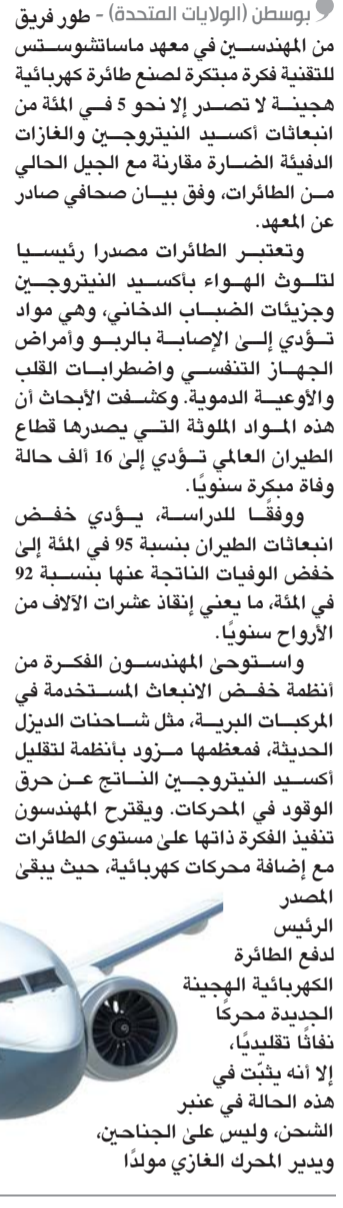 بوسطن (الولايات المتحدة) - طور فريق
من المهندسين في معهد ماساتشوستس
للتقنية فكرة مبتكرة لصنع طائرة كهربائية
هجينة لا تصدر إلا نحو 5 في المئة من
انبعاثات أكسيد النيتروجين والغازات
الدفيئة الضارة مقارنة مع الجيل الحالي
من الطائرات، وفق بيان صحافي صادر
عن المعهد.
وتعتبر الطائرات مصدرا رئيسيا
لتلوث الهواء بأكسيد النيتروجين
وجزيئات الضباب الدخاني، وهي مواد
تؤدي إلى الإصابة بالربو وأمراض
الجهاز التنفسي واضطرابات القلب
والأوعية الدموية. وكشفت الأبحاث أن
هذه المواد الملوثة التي يصدرها قطاع
الطيران العالمي تؤدي إلى 16 ألف حالة
وفاة مبكرة سنويًا.
ووفقًا للدراسة، يؤدي خفض
انبعاثات الطيران بنسبة 95 في المئة إلى
خفض الوفيات الناتجة عنها بنسبة 92
في المئة، ما يعني إنقاذ عشرات الآلاف من
الأرواح سنويًا.
واستوحى المهندسون الفكرة من
أنظمة خفض الانبعاث المستخدمة في
المركبات البرية، مثل شاحنات الديزل
الحديثة، فمعظمها مزود بأنظمة لتقليل
أكسيد النيتروجين الناتج عن حرق
الوقود في المحركات. ويقترح المهندسون
تنفيذ الفكرة ذاتها على مستوى الطائرات
مع إضافة محركات كهربائية، حيث يبقى
المصدر
الرئيس
لدفع الطائرة
الكهربائية الهجينة
الجديدة محركًا
نفاثًا تقليديًا،
إلا أنه يثبّت في
هذه الحالة في عنبر
الشحن، وليس على الجناحين،
ويدير المحرك الغازي مولدًا